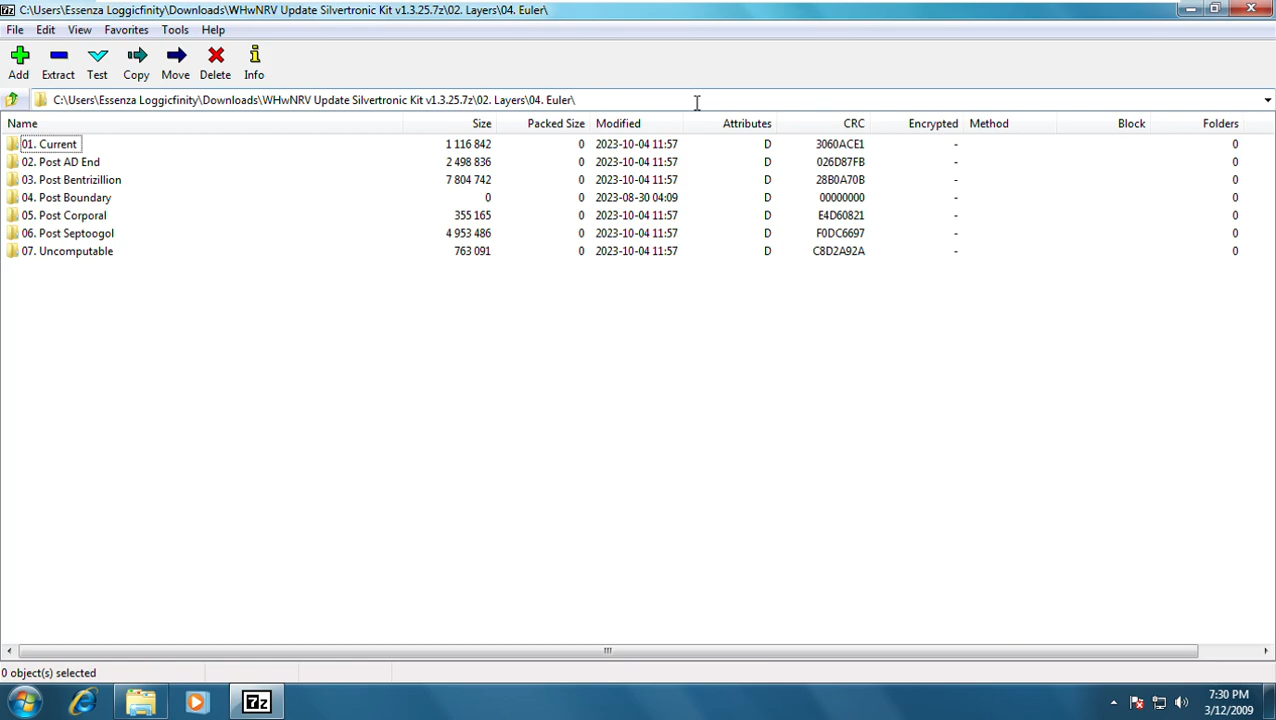 C:\Users\Essenza Loggicfinity\Downloads\WHwNRV Update Silvertronic Kit v1.3.25.7z\02. Layers\04. Euler\
File Edit View Favorites Tools Help
Add Extract Test Copy Move Delete Info
C:\Users\Essenza Loggicfinity\Downloads\WHwNRV Update Silvertronic Kit v1.3.25.7z\02. Layers\04. Euler\
Name Size Packed Size Modified Attributes CRC Encrypted Method Block Folders
01. Current 1 116 842 0 2023-10-04 11:57 D 3060ACE1 - 0
02. Post AD End 2 498 836 0 2023-10-04 11:57 D 026D87FB - 0
03. Post Bentrizillion 7 804 742 0 2023-10-04 11:57 D 28B0A70B - 0
04. Post Boundary 0 0 2023-08-30 04:09 D 00000000 - 0
05. Post Corporal 355 165 0 2023-10-04 11:57 D E4D60821 - 0
06. Post Septoogol 4 953 486 0 2023-10-04 11:57 D F0DC6697 - 0
07. Uncomputable 763 091 0 2023-10-04 11:57 D C8D2A92A - 0
0 object(s) selected
7z
7:30 PM
3/12/2009